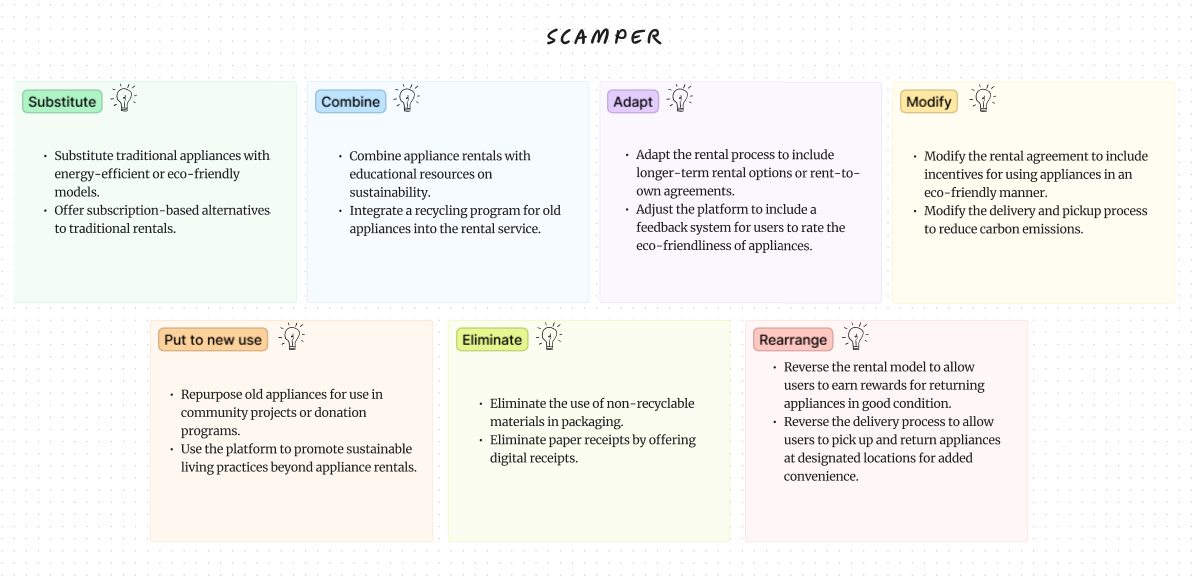 SCAMPER
Substitute
• Substitute traditional appliances with
energy-efficient or eco-friendly
models.
• Offer subscription-based alternatives
to traditional rentals.
Combine
• Combine appliance rentals with
educational resources on
sustainability.
• Integrate a recycling program for old
appliances into the rental service.
Adapt
• Adapt the rental process to include
longer-term rental options or rent-to-
own agreements.
• Adjust the platform to include a
feedback system for users to rate the
eco-friendliness of appliances.
Modify
• Modify the rental agreement to include
incentives for using appliances in an
eco-friendly manner.
• Modify the delivery and pickup process
to reduce carbon emissions.
Put to new use
• Repurpose old appliances for use in
community projects or donation
programs.
• Use the platform to promote sustainable
living practices beyond appliance rentals.
Eliminate
• Eliminate the use of non-recyclable
materials in packaging.
• Eliminate paper receipts by offering
digital receipts.
Rearrange
• Reverse the rental model to allow
users to earn rewards for returning
appliances in good condition.
• Reverse the delivery process to allow
users to pick up and return appliances
at designated locations for added
convenience.